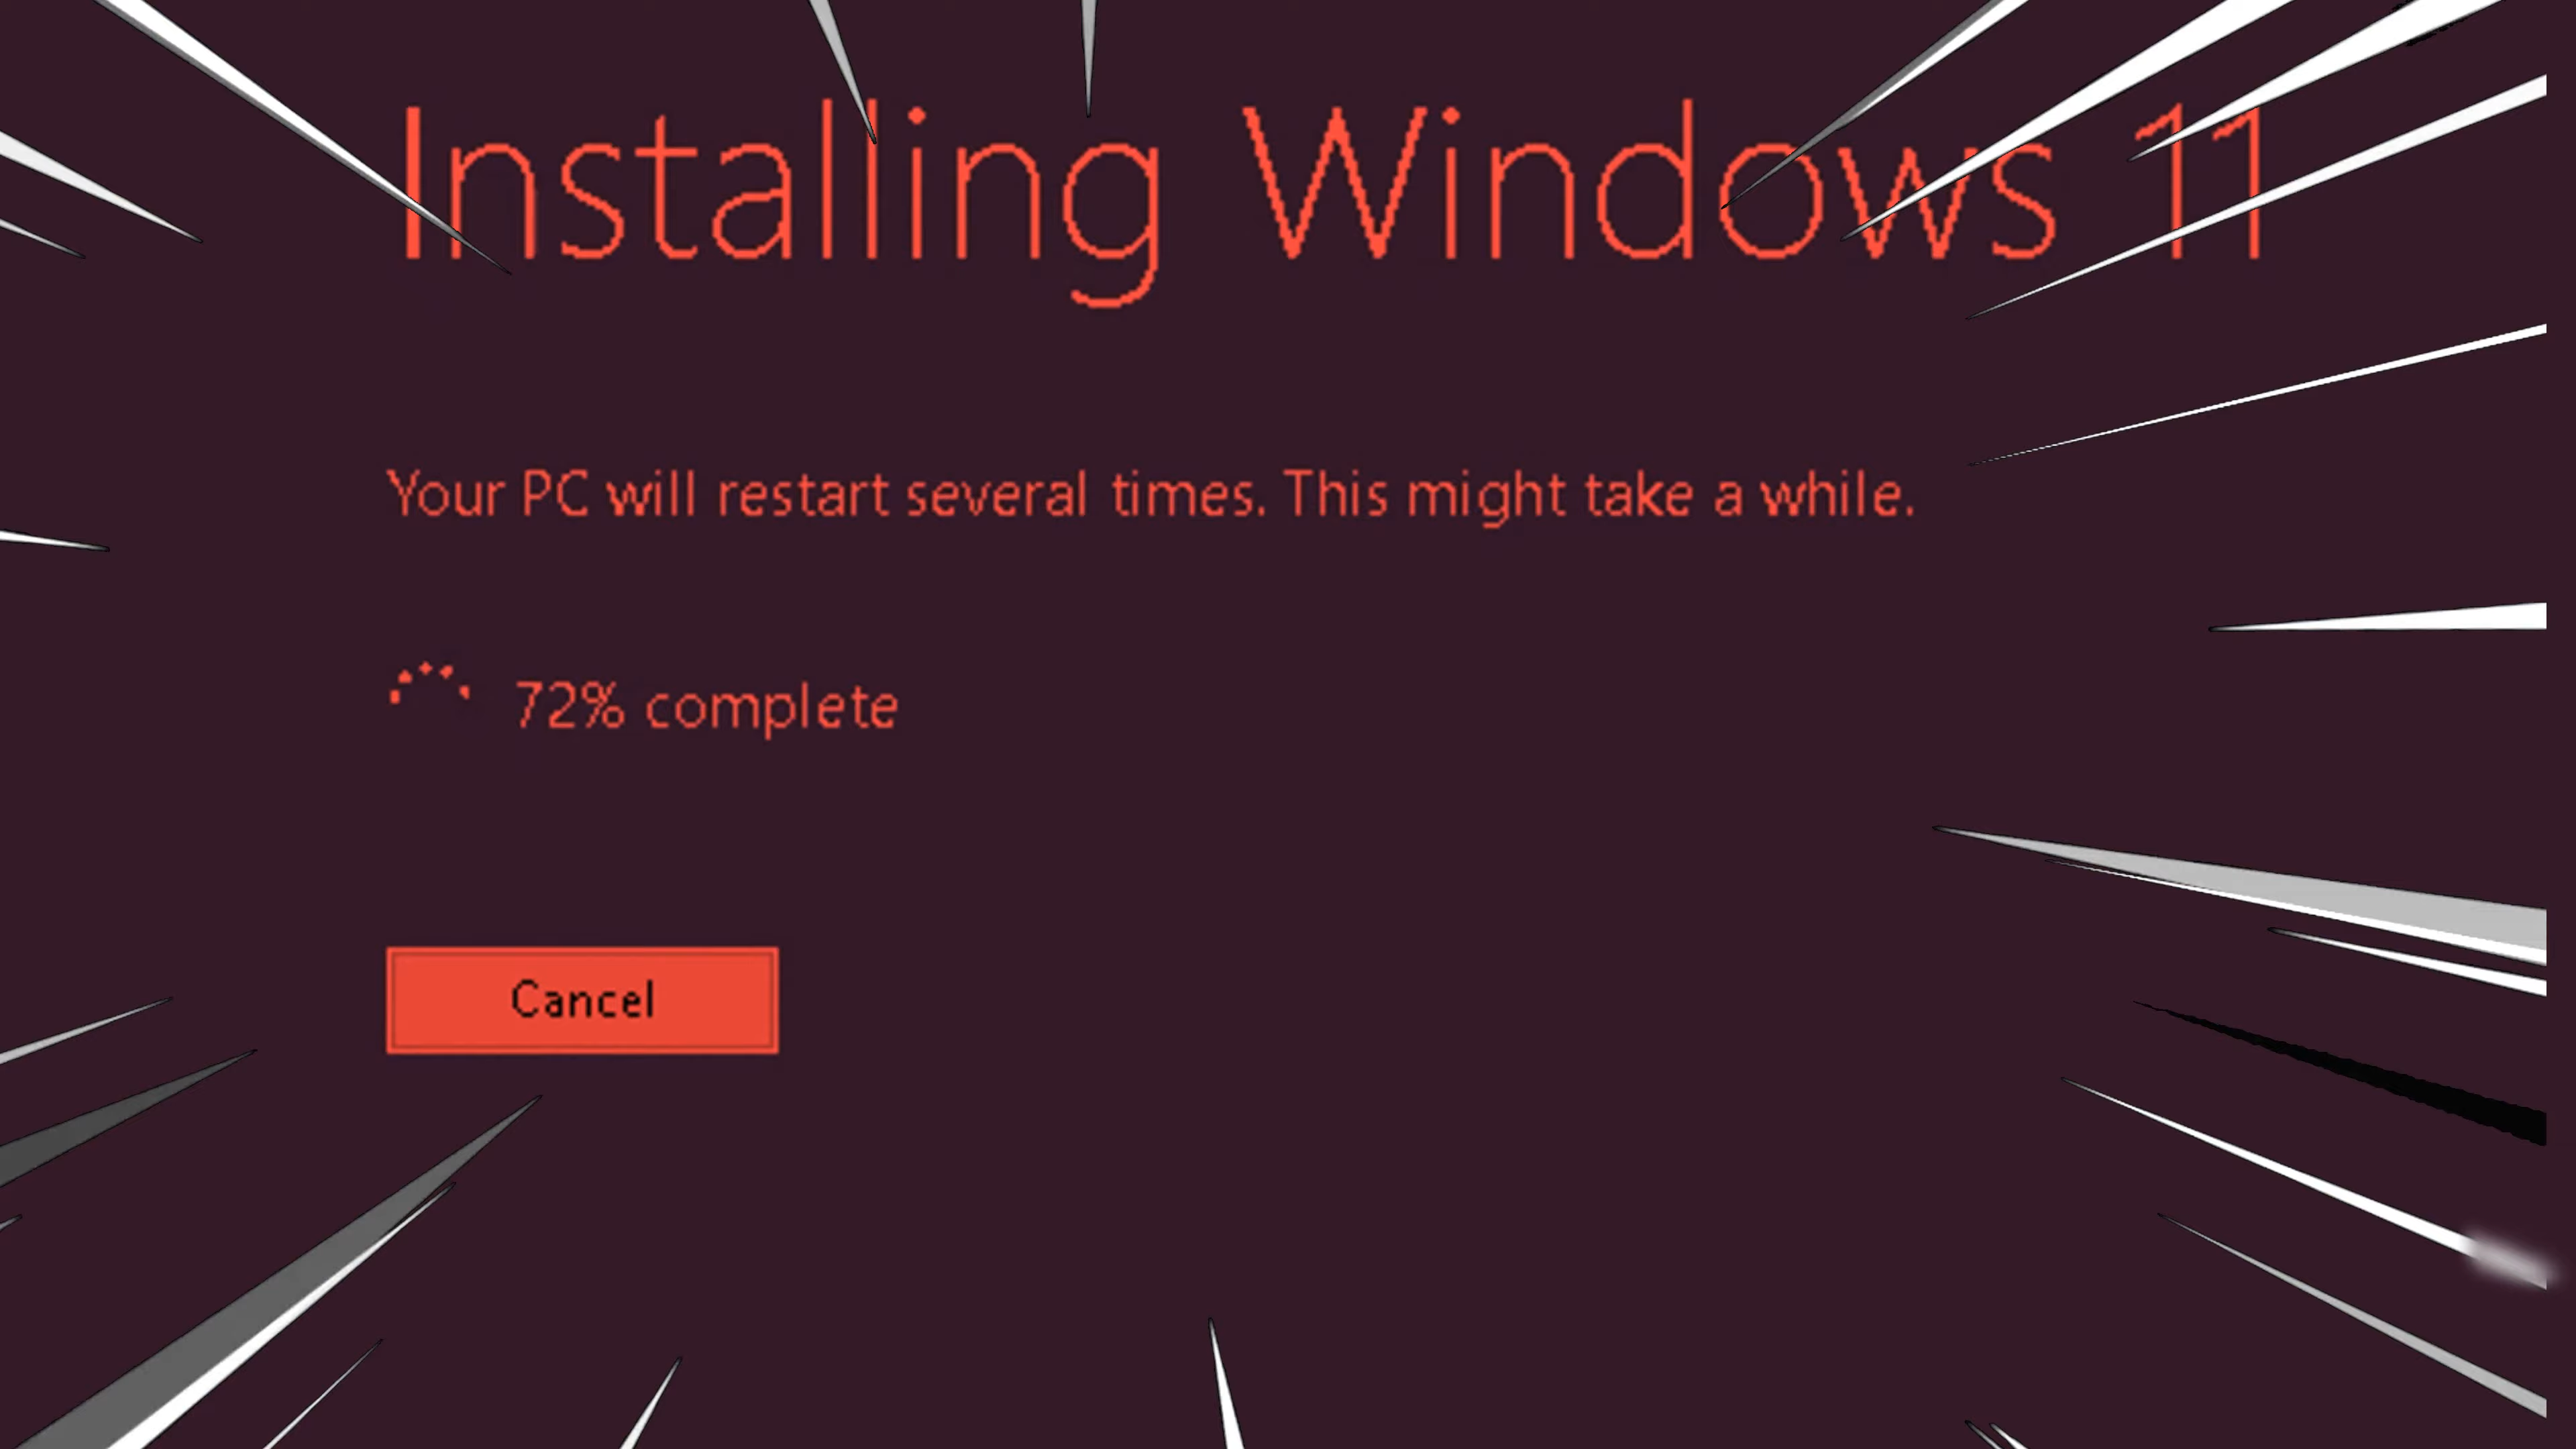 Installing Windows 11
Your PC will restart several times. This might take a while.
72% complete
Cancel